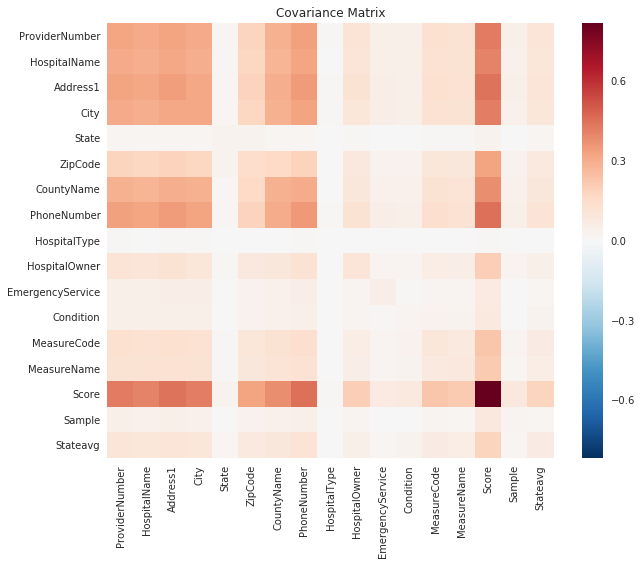 Covariance Matrix
ProviderNumber
HospitalName
Address1
City
State
ZipCode
CountyName
PhoneNumber
HospitalType
HospitalOwner
EmergencyService
Condition
MeasureCode
MeasureName
Score
Sample
Stateavg
0.6
0.3
0.0
−0.3
−0.6
ProviderNumber
HospitalName
Address1
City
State
ZipCode
CountyName
PhoneNumber
HospitalType
HospitalOwner
EmergencyService
Condition
MeasureCode
MeasureName
Score
Sample
Stateavg